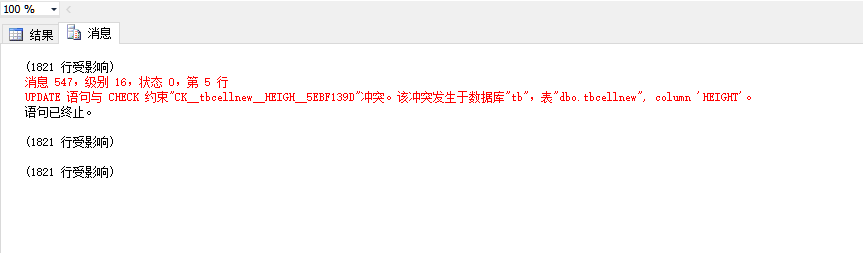 100 %
结果
消息
(1821 行受影响)
消息 547，级别 16，状态 0，第 5 行
UPDATE 语句与 CHECK 约束"CK__tbcellnew__HEIGH__5EBF139D"冲突。该冲突发生于数据库"tb"，表"dbo.tbcellnew", column 'HEIGHT'。
语句已终止。
(1821 行受影响)
(1821 行受影响)